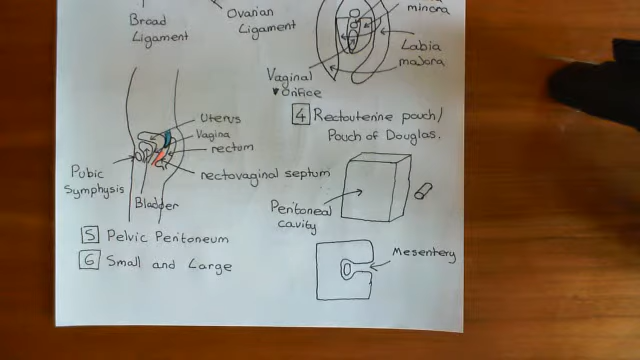 Broad
Ligament
Ovarian
Ligament
minora
Labia
majora
Vaginal
Orifice
4 Rectouterine pouch/
Pouch of Douglas.
Uterus
Vagina
rectum
rectovaginal septum
Pubic
Symphysis
Bladder
Peritoneal
cavity
5 Pelvic Peritoneum
6 Small and Large
Mesentery